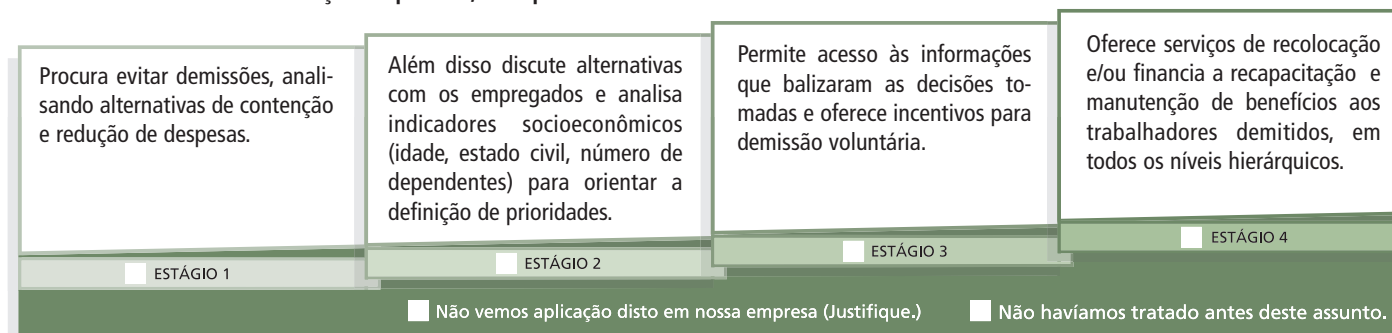 Procura evitar demissões, anali-
sando alternativas de contenção
e redução de despesas.
ESTÁGIO 1
Além disso discute alternativas
com os empregados e analisa
indicadores socioeconômicos
(idade, estado civil, número de
dependentes) para orientar a
definição de prioridades.
ESTÁGIO 2
Permite acesso às informações
que balizaram as decisões to-
madas e oferece incentivos para
demissão voluntária.
ESTÁGIO 3
Oferece serviços de recolocação
e/ou financia a recapacitação e
manutenção de benefícios aos
trabalhadores demitidos, em
todos os níveis hierárquicos.
ESTÁGIO 4
Não vemos aplicação disto em nossa empresa (Justifique.)
Não havíamos tratado antes deste assunto.